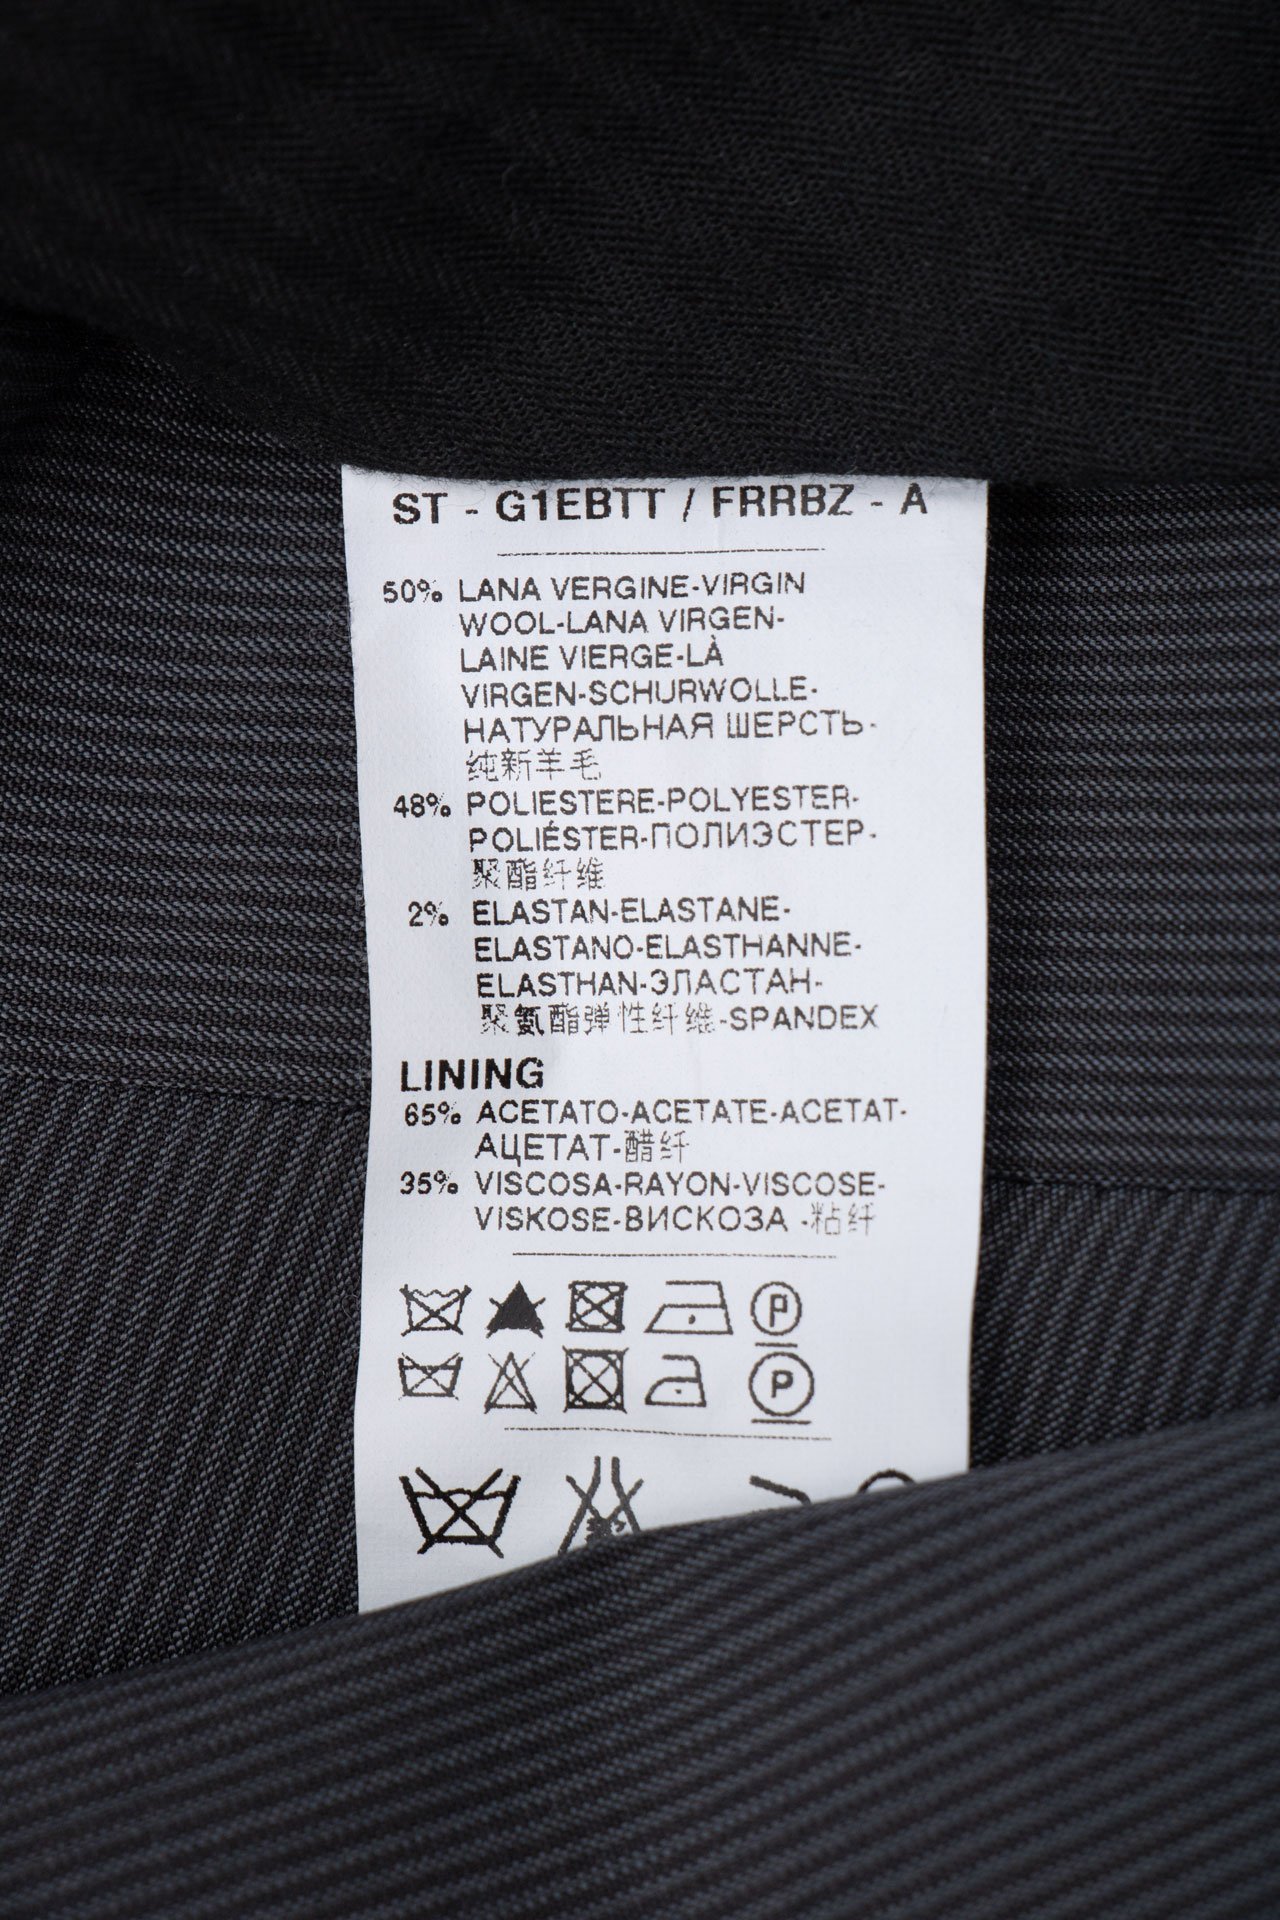 ST - G1EBTT / FRRBZ - A
50% LANA VERGINE-VIRGIN
WOOL-LANA VIRGEN-
LAINE VIERGE-LÀ
VIRGEN-SCHURWOLLE-
НАТУРАЛЬНАЯ ШЕРСТЬ-
纯新羊毛
48% POLIESTERE-POLYESTER-
POLIÉSTER-ПОЛИЭСТЕР-
聚酯纤维
2% ELASTAN-ELASTANE-
ELASTANO-ELASTHANNE-
ELASTHAN-ЭЛАСТАН-
聚氨酯弹性纤维-SPANDEX
LINING
65% ACETATO-ACETATE-ACETAT-
АЦЕТАТ-醋纤
35% VISCOSA-RAYON-VISCOSE-
VISKOSE-ВИСКОЗА -粘纤
P
P